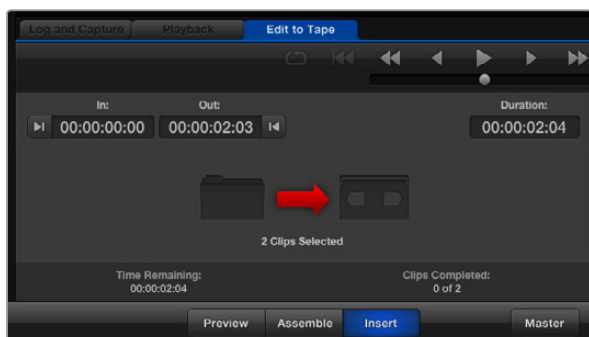 Log and Capture Playback Edit to Tape
In: Out: Duration:
00:00:00:00 00:00:02:03 00:00:02:04
2 Clips Selected
Time Remaining: Clips Completed:
00:00:02:04 0 of 2
Preview Assemble Insert Master